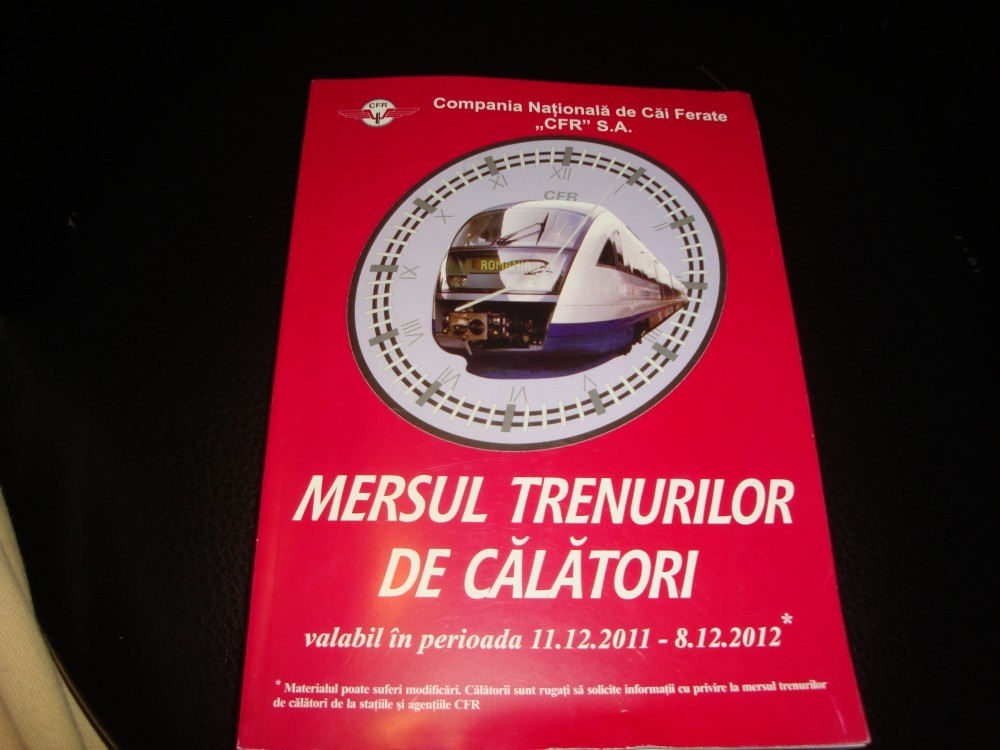 CFR
Compania Națională de Căi Ferate
„CFR” S.A.
XII
I
II
V
VI
VII
VIII
IX
X
XI
CFR
ROMANIA
MERSUL TRENURILOR
DE CĂLĂTORI
valabil în perioada 11.12.2011 - 8.12.2012*
* Materialul poate suferi modificări. Călătorii sunt rugați să solicite informații cu privire la mersul trenurilor
de călători de la stațiile și agențiile CFR